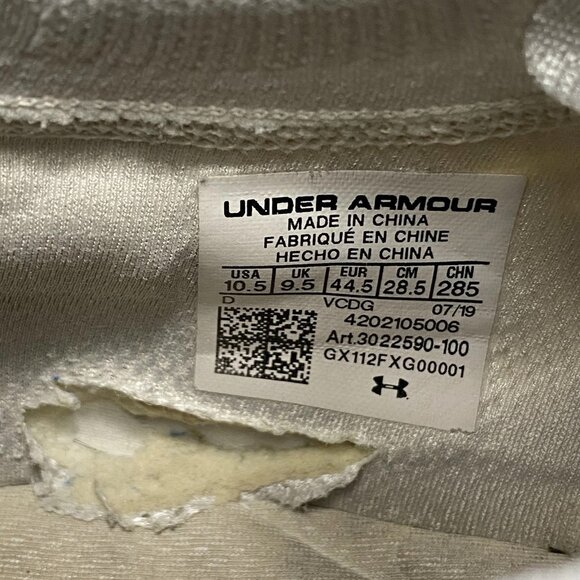 UNDER ARMOUR
MADE IN CHINA
FABRIQUÉ EN CHINE
HECHO EN CHINA
USA UK EUR CM CHN
10.5 9.5 44.5 28.5 285
D VCDG 07/19
4202105006
Art.3022590-100
GX112FXG00001